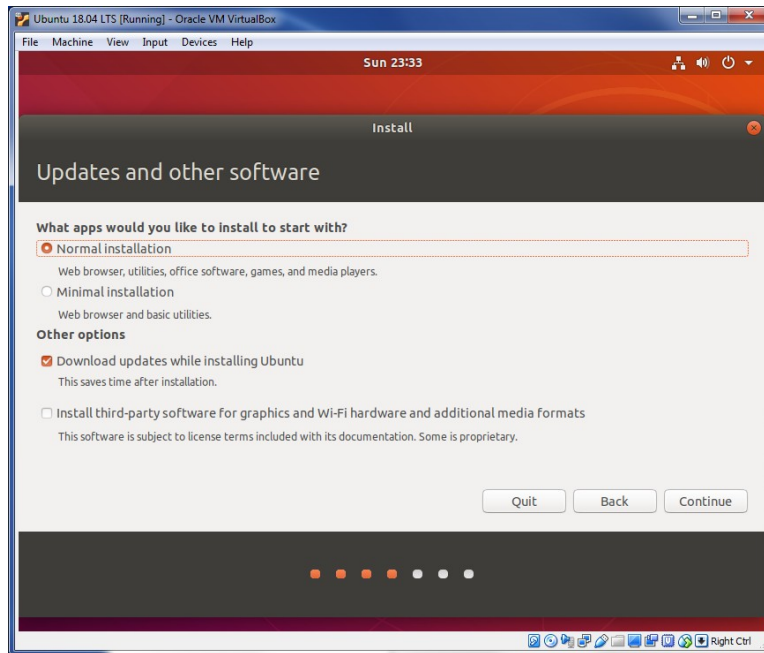 Ubuntu 18.04 LTS [Running] - Oracle VM VirtualBox
File Machine View Input Devices Help
Sun 23:33
Install
Updates and other software
What apps would you like to install to start with?
Normal installation
Web browser, utilities, office software, games, and media players.
Minimal installation
Web browser and basic utilities.
Other options
Download updates while installing Ubuntu
This saves time after installation.
Install third-party software for graphics and Wi-Fi hardware and additional media formats
This software is subject to license terms included with its documentation. Some is proprietary.
Quit Back Continue
Right Ctrl